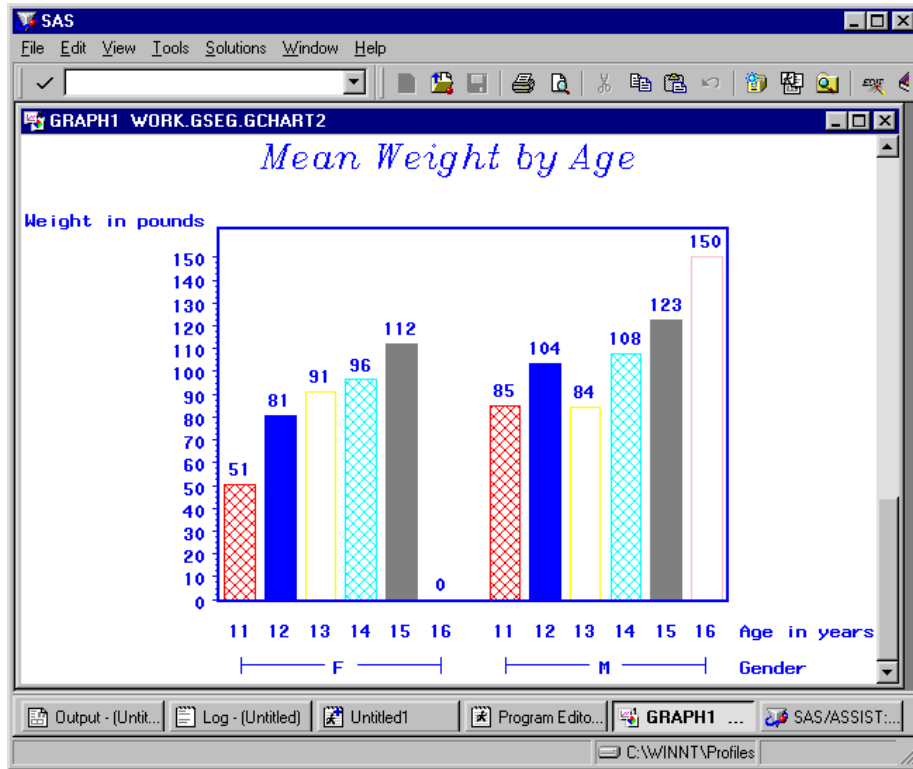 SAS
File Edit View Tools Solutions Window Help
GRAPH1 WORK.GSEG.GCHART2
Mean Weight by Age
Weight in pounds
150
140
130
120
110
100
90
80
70
60
50
40
30
20
10
0
51 81 91 96 112 0 85 104 84 108 123 150
11 12 13 14 15 16 11 12 13 14 15 16 Age in years
F M Gender
Output - (Untit... Log - (Untitled) Untitled1 Program Edito... GRAPH1 ... SAS/ASSIST:...
C:\WINNT\Profiles